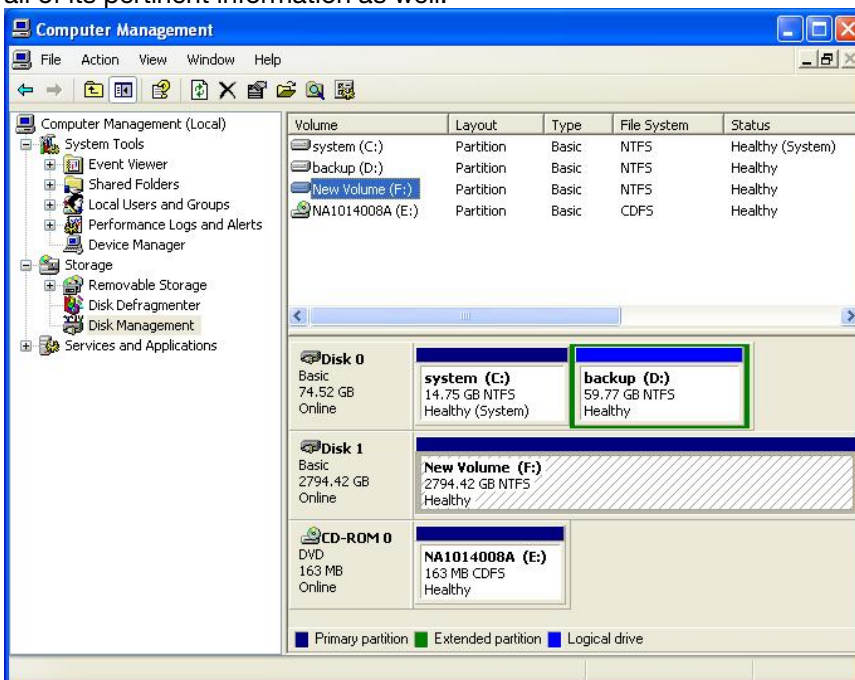 all of its pertinent information as well.
Computer Management
File Action View Window Help
Computer Management (Local)
System Tools
Event Viewer
Shared Folders
Local Users and Groups
Performance Logs and Alerts
Device Manager
Storage
Removable Storage
Disk Defragmenter
Disk Management
Services and Applications
Volume Layout Type File System Status
system (C:) Partition Basic NTFS Healthy (System)
backup (D:) Partition Basic NTFS Healthy
New Volume (F:) Partition Basic NTFS Healthy
NA1014008A (E:) Partition Basic CDFS Healthy
Disk 0
Basic
74.52 GB
Online
system (C:)
14.75 GB NTFS
Healthy (System)
backup (D:)
59.77 GB NTFS
Healthy
Disk 1
Basic
2794.42 GB
Online
New Volume (F:)
2794.42 GB NTFS
Healthy
CD-ROM 0
DVD
163 MB
Online
NA1014008A (E:)
163 MB CDFS
Healthy
Primary partition Extended partition Logical drive